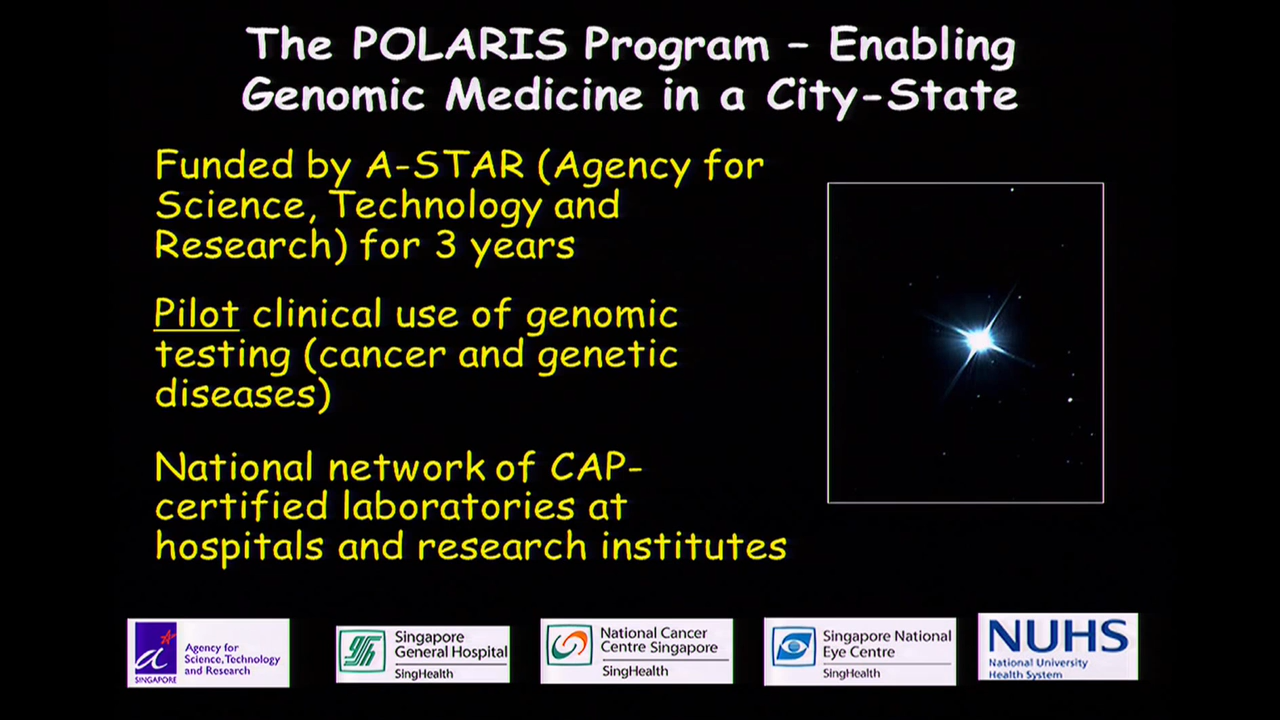 The POLARIS Program – Enabling
Genomic Medicine in a City-State
Funded by A-STAR (Agency for
Science, Technology and
Research) for 3 years
Pilot clinical use of genomic
testing (cancer and genetic
diseases)
National network of CAP-
certified laboratories at
hospitals and research institutes
a
SINGAPORE
Agency for
Science, Technology
and Research
Singapore
General Hospital
SingHealth
National Cancer
Centre Singapore
SingHealth
Singapore National
Eye Centre
SingHealth
NUHS
National University
Health System